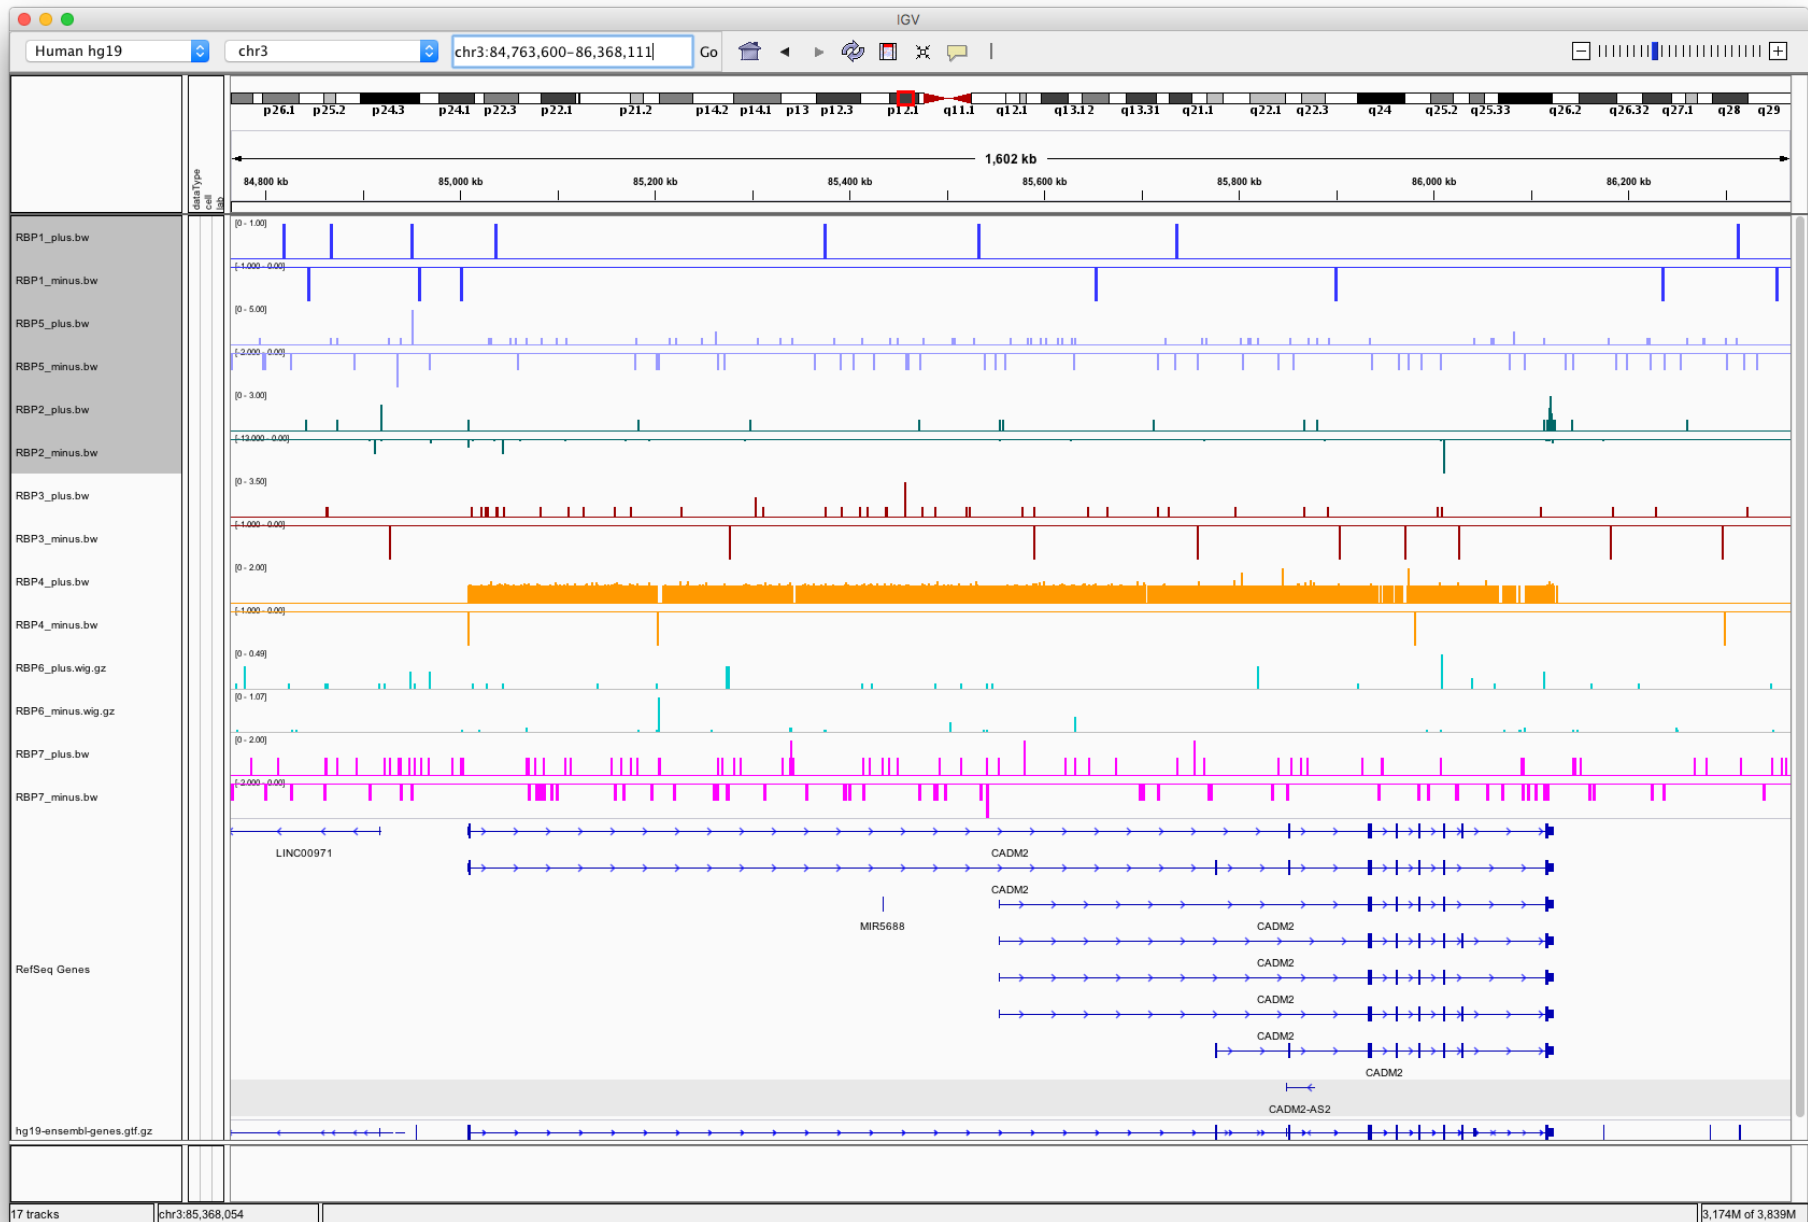 IGV
Human hg19 chr3 chr3:84,763,600-86,368,111 Go
p26.1 p25.2 p24.3 p24.1 p22.3 p22.1 p21.2 p14.2 p14.1 p13 p12.3 p12.1 q11.1 q12.1 q13.12 q13.31 q21.1 q22.1 q22.3 q24 q25.2 q25.33 q26.2 q26.32 q27.1 q28 q29
1,602 kb
dataType
cell
lab
84,800 kb 85,000 kb 85,200 kb 85,400 kb 85,600 kb 85,800 kb 86,000 kb 86,200 kb
RBP1_plus.bw [0 - 1.00]
RBP1_minus.bw [-1.000 - 0.00]
RBP5_plus.bw [0 - 5.00]
RBP5_minus.bw [-2.000 - 0.00]
RBP2_plus.bw [0 - 3.00]
RBP2_minus.bw [-13.000 - 0.00]
RBP3_plus.bw [0 - 3.50]
RBP3_minus.bw [-1.000 - 0.00]
RBP4_plus.bw [0 - 2.00]
RBP4_minus.bw [-1.000 - 0.00]
RBP6_plus.wig.gz [0 - 0.49]
RBP6_minus.wig.gz [0 - 1.07]
RBP7_plus.bw [0 - 2.00]
RBP7_minus.bw [-2.000 - 0.00]
LINC00971 CADM2
CADM2
MIR5688 CADM2
CADM2
RefSeq Genes
CADM2
CADM2
CADM2
CADM2-AS2
hg19-ensembl-genes.gtf.gz
17 tracks chr3:85,368,054 3,174M of 3,839M